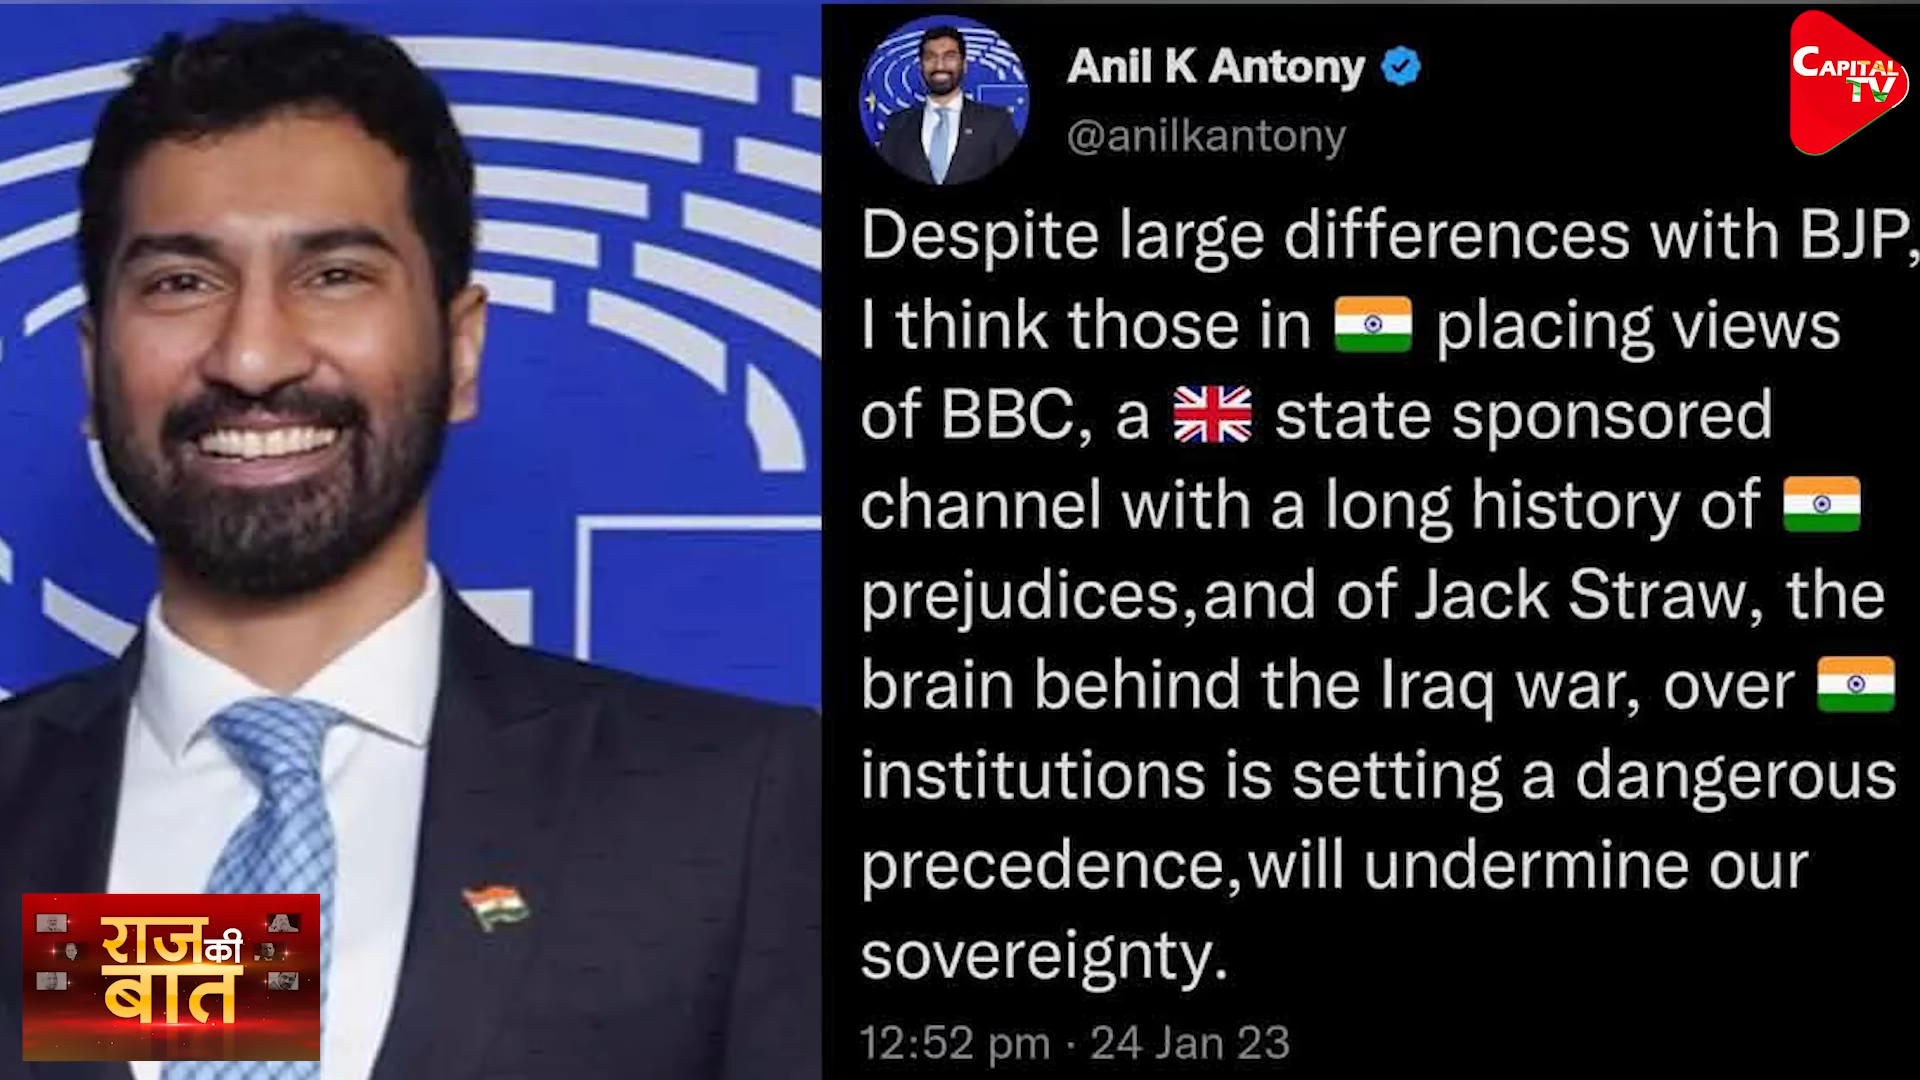 Anil K Antony
@anilkantony
CAPITAL
TV
Despite large differences with BJP,
I think those in 🇮🇳 placing views
of BBC, a 🇬🇧 state sponsored
channel with a long history of 🇮🇳
prejudices,and of Jack Straw, the
brain behind the Iraq war, over 🇮🇳
institutions is setting a dangerous
precedence,will undermine our
sovereignty.
12:52 pm · 24 Jan 23
राज की
बात